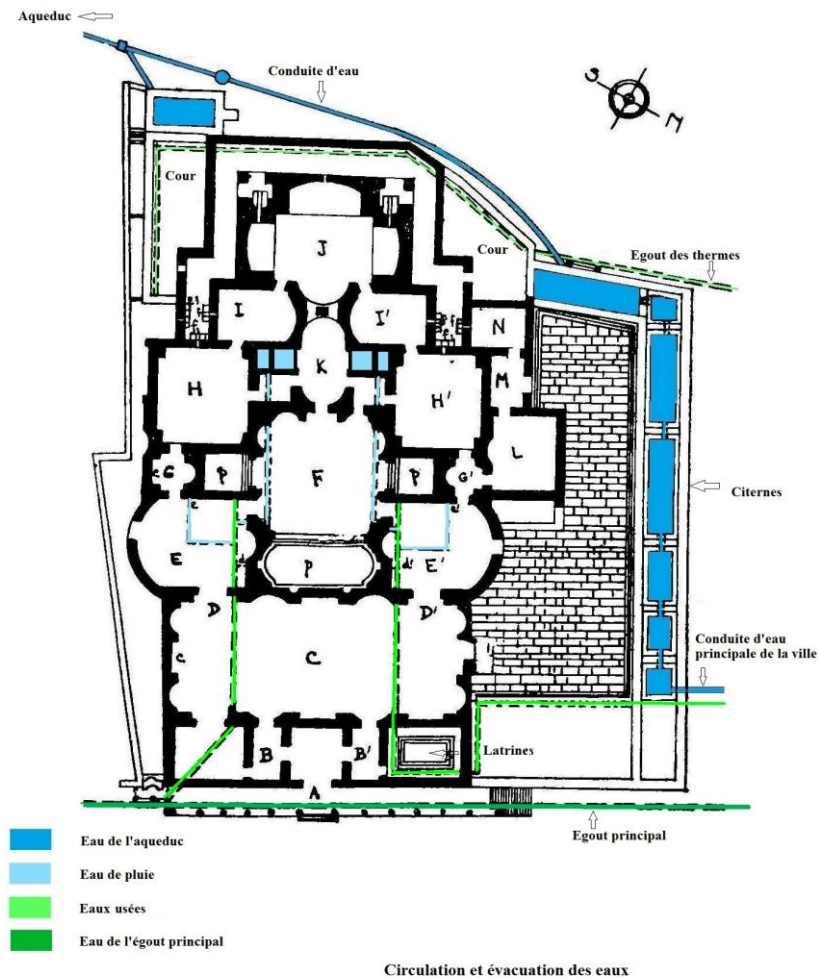 Aqueduc
Conduite d'eau
S
N
Cour
J
Cour
Egout des thermes
I
I'
N
K
M
H
H'
L
G
P
F
P
G'
Citernes
c
e
e'
E
d
P
d'
E'
D
D'
c
C
Conduite d'eau
principale de la ville
B
B'
Latrines
A
Egout principal
Eau de l'aqueduc
Eau de pluie
Eaux usées
Eau de l'égout principal
Circulation et évacuation des eaux